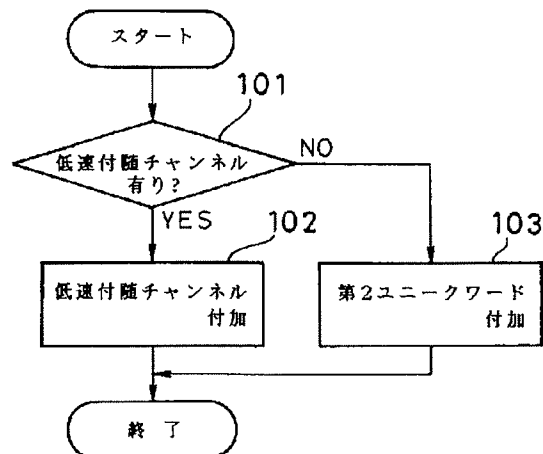 スタート
101
低速付随チャンネル
有り?
NO
YES
102
103
低速付随チャンネル
付加
第2ユニークワード
付加
終了